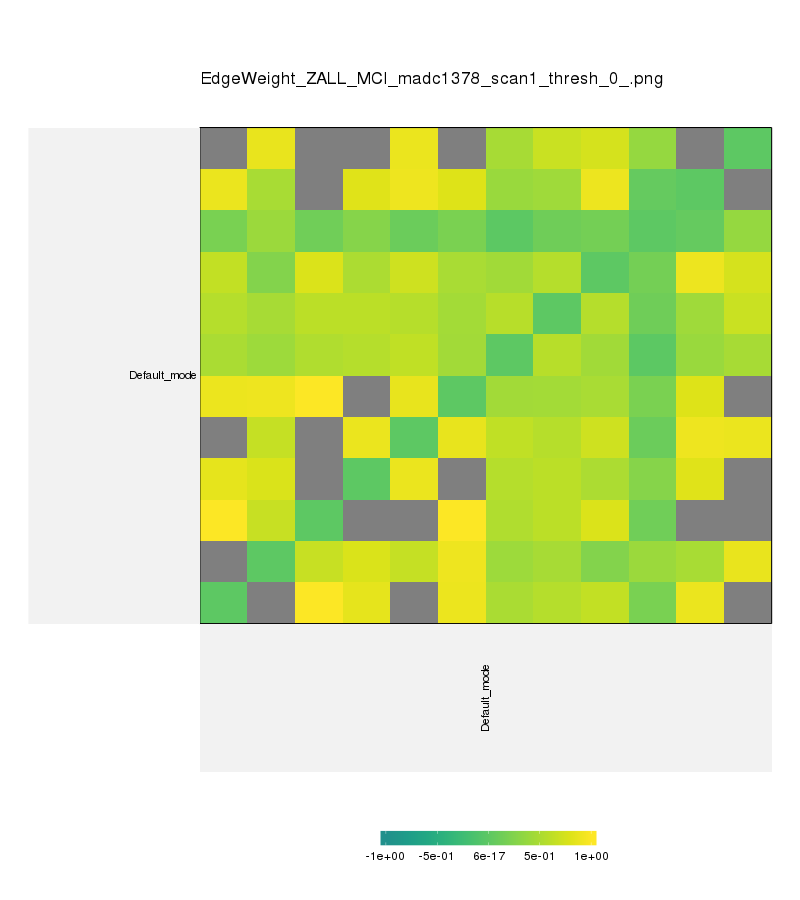 EdgeWeight_ZALL_MCI_madc1378_scan1_thresh_0_.png
Default_mode
Default_mode
-1e+00 -5e-01 6e-17 5e-01 1e+00